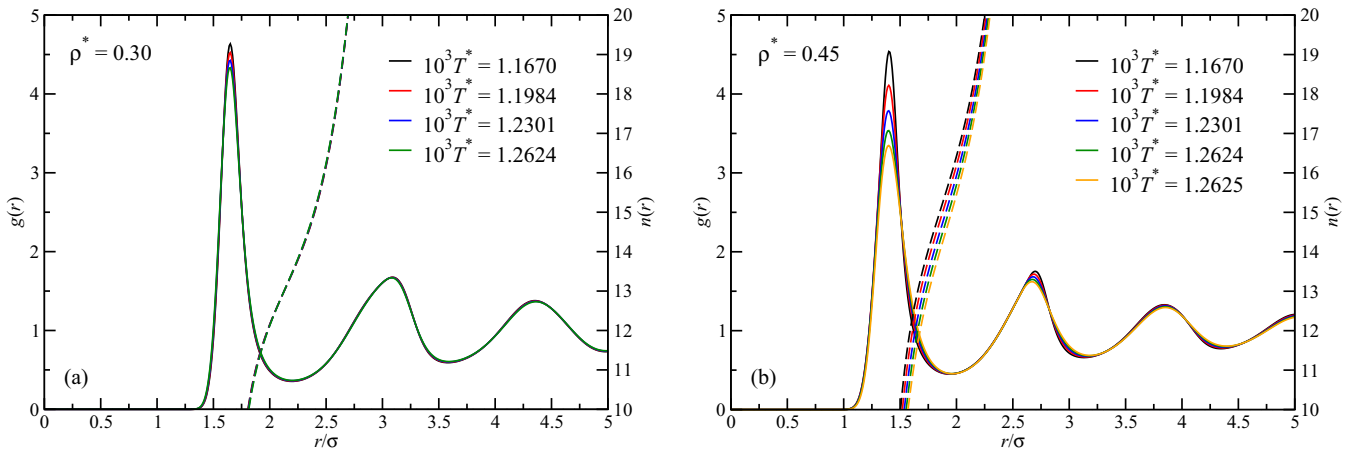 ρ* = 0.30
10³T* = 1.1670
10³T* = 1.1984
10³T* = 1.2301
10³T* = 1.2624
(a)
g(r)
5
4
3
2
1
0
n(r)
20
19
18
17
16
15
14
13
12
11
10
0 0.5 1 1.5 2 2.5 3 3.5 4 4.5 5
r/σ
ρ* = 0.45
10³T* = 1.1670
10³T* = 1.1984
10³T* = 1.2301
10³T* = 1.2624
10³T* = 1.2625
(b)
g(r)
5
4
3
2
1
0
n(r)
20
19
18
17
16
15
14
13
12
11
10
0 0.5 1 1.5 2 2.5 3 3.5 4 4.5 5
r/σ